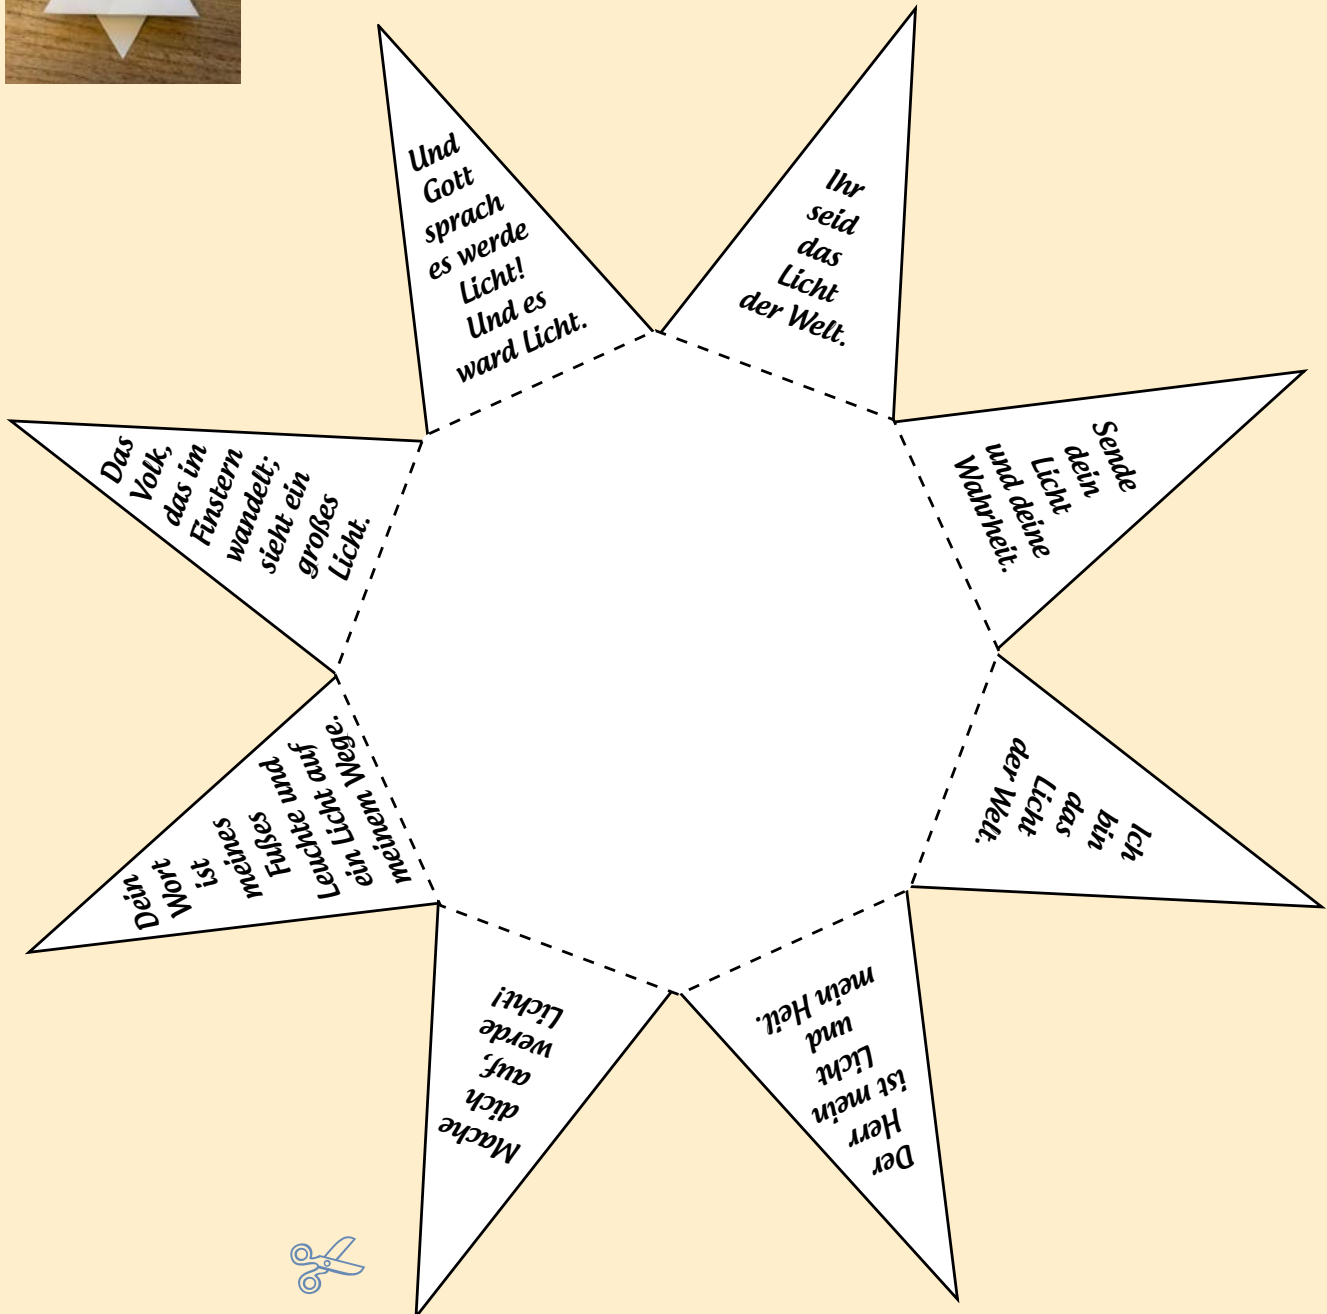 Und
Gott
sprach
es werde
Licht!
Und es
ward Licht.
Ihr
seid
das
Licht
der Welt.
Sende
dein
Licht
und deine
Wahrheit.
Ich
bin
das
Licht
der Welt.
Der
Herr
ist mein
Licht
und
mein Heil.
Mache
dich
auf,
werde
Licht!
Dein
Wort
ist
meines
Fußes
Leuchte und
ein Licht auf
meinem Wege.
Das
Volk,
das im
Finstern
wandelt;
sieht ein
großes
Licht.